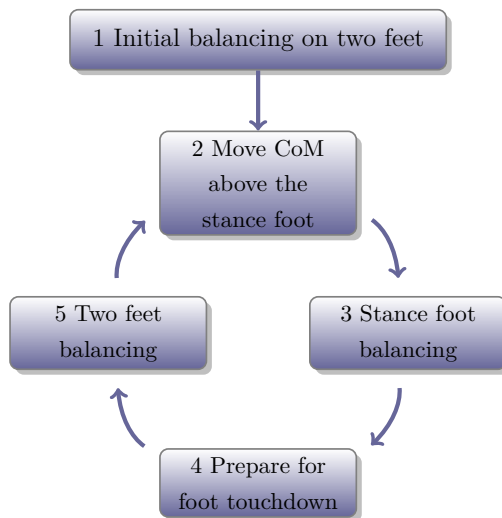 1 Initial balancing on two feet
2 Move CoM
above the
stance foot
3 Stance foot
balancing
4 Prepare for
foot touchdown
5 Two feet
balancing